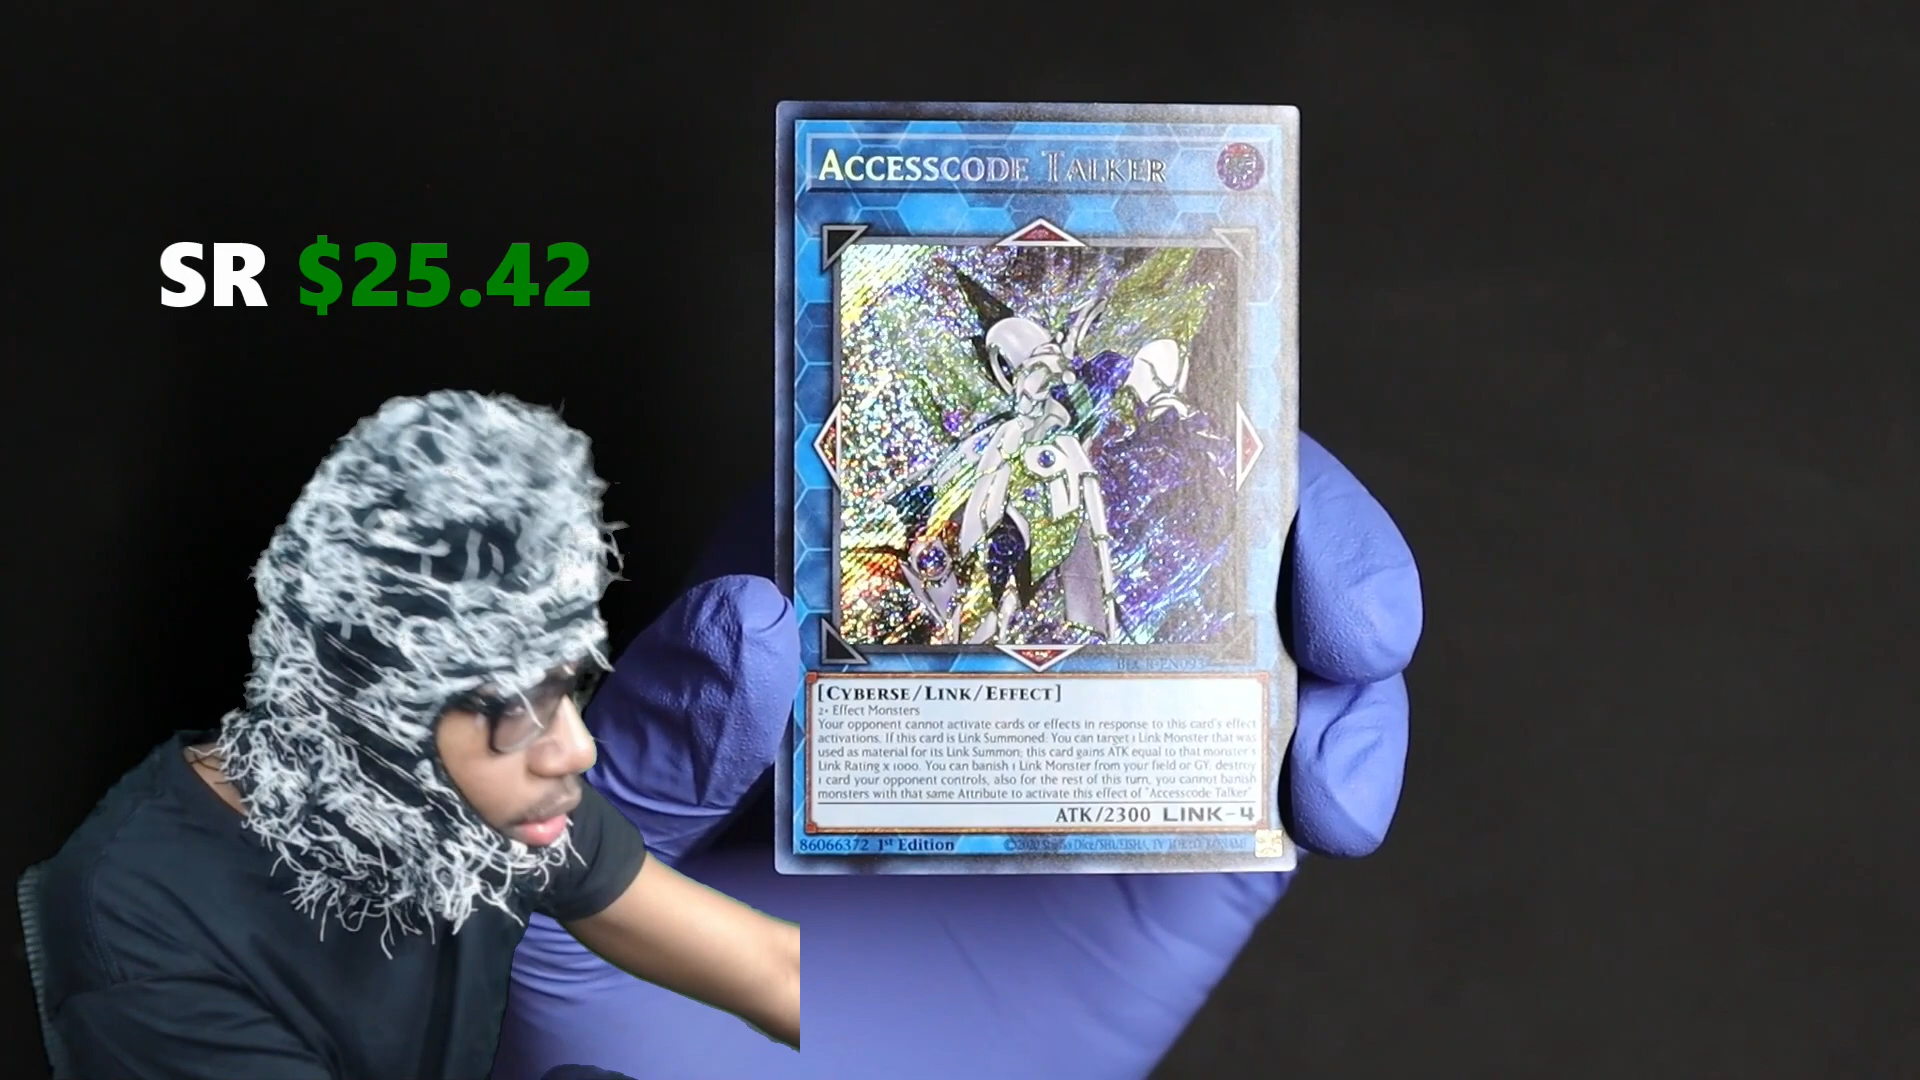 SR $25.42
ACCESSCODE TALKER
[CYBERSE/LINK/EFFECT]
2+ Effect Monsters
Your opponent cannot activate cards or effects in response to this card's effect
activations. If this card is Link Summoned: You can target 1 Link Monster that was
used as material for its Link Summon; this card gains ATK equal to that monster's
Link Rating x 1000. You can banish 1 Link Monster from your field or GY; destroy
1 card your opponent controls, also for the rest of this turn, you cannot banish
monsters with that same Attribute to activate this effect of "Accesscode Talker".
ATK/2300 LINK-4
86066372 1st Edition